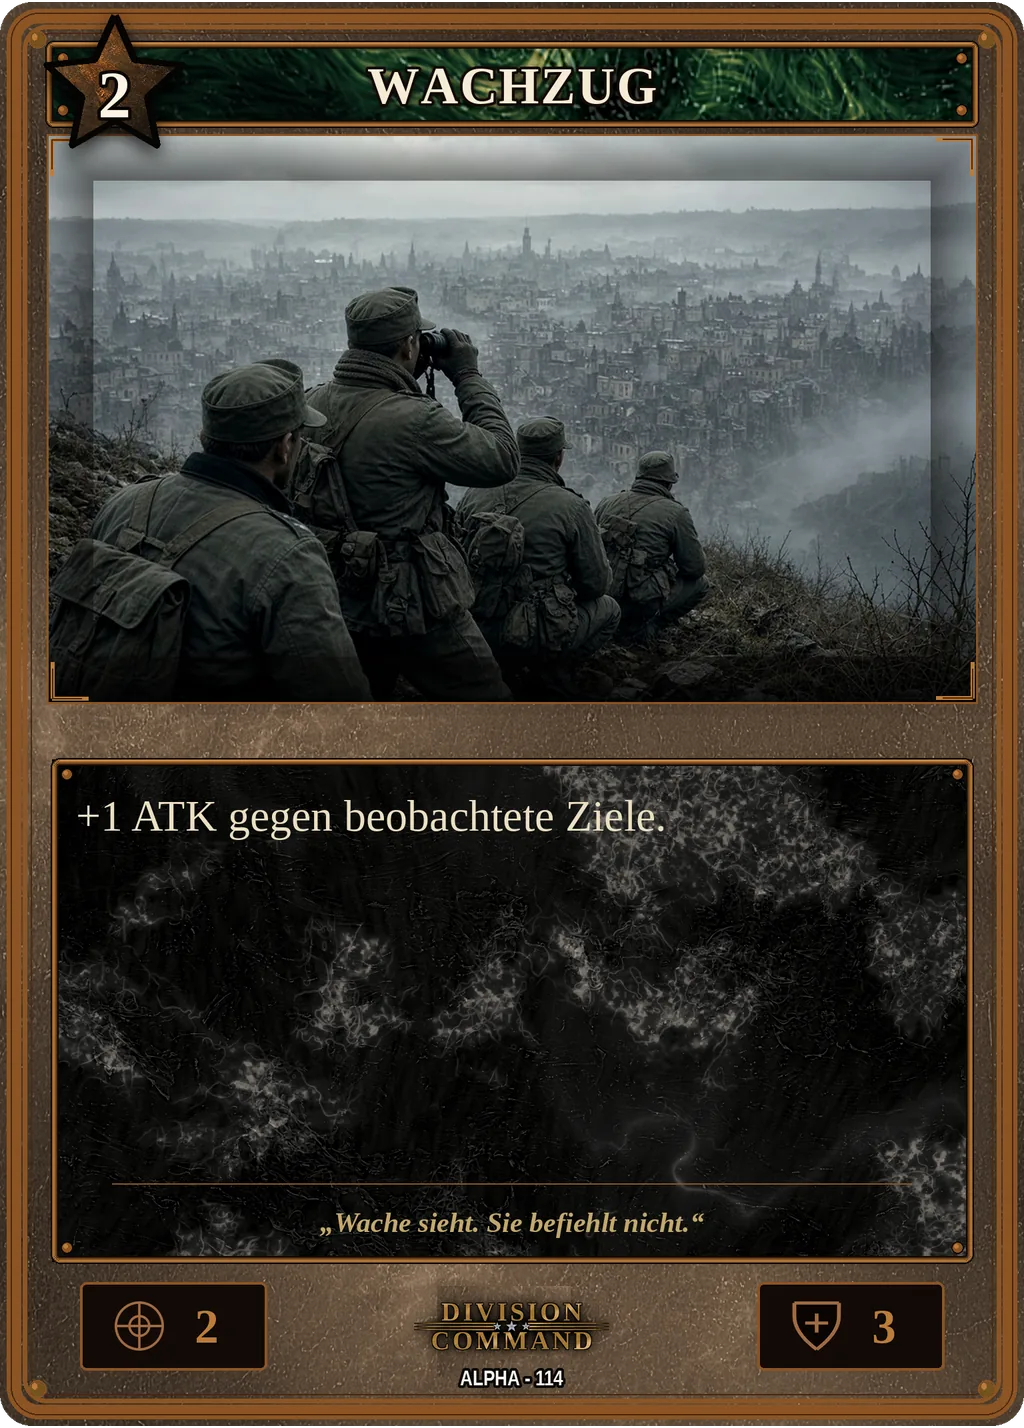 2
WACHZUG
+1 ATK gegen beobachtete Ziele.
„Wache sieht. Sie befiehlt nicht.“
2
DIVISION
COMMAND
3
ALPHA - 114